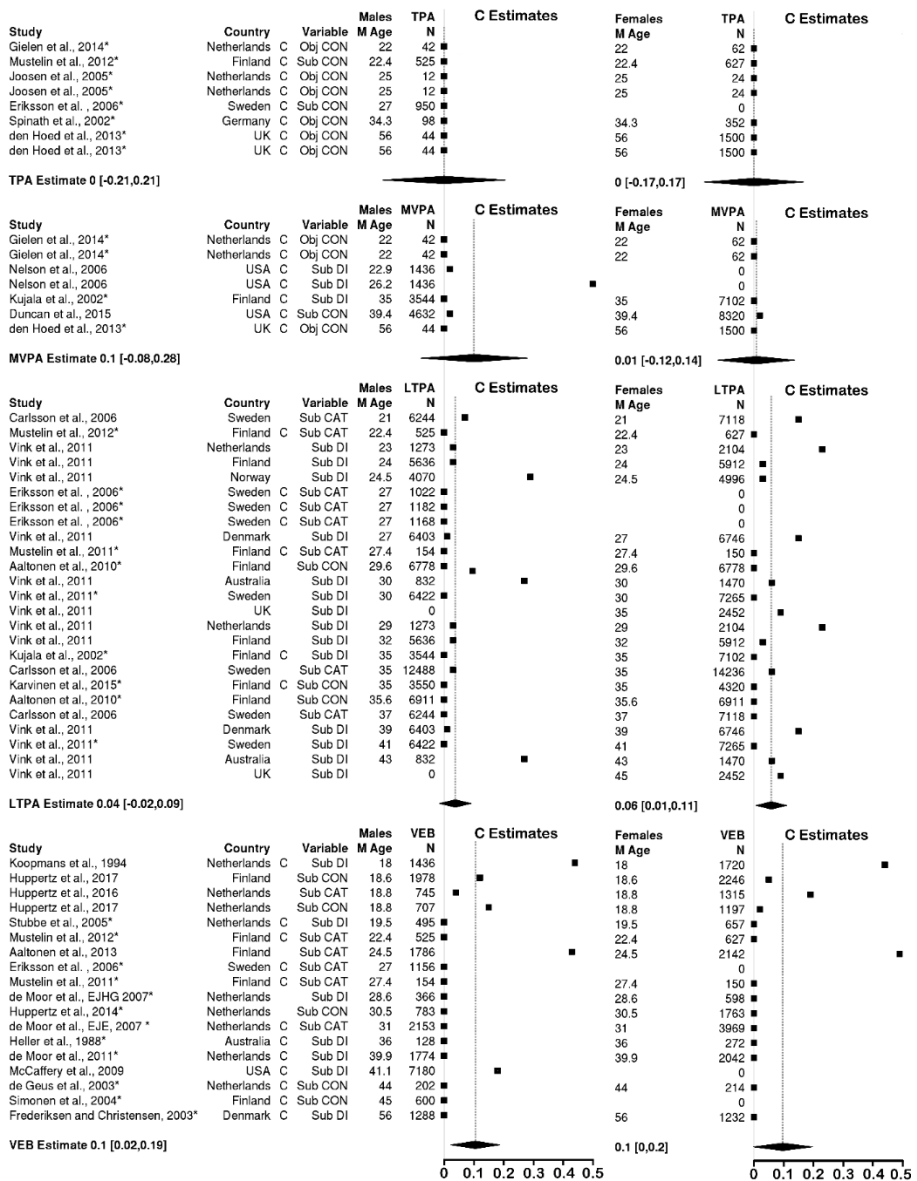 Males TPA C Estimates Females TPA C Estimates
Study Country Variable M Age N M Age N
Gielen et al., 2014* Netherlands C Obj CON 22 42 22 62
Mustelin et al., 2012* Finland C Sub CON 22.4 525 22.4 627
Joosen et al., 2005* Netherlands C Obj CON 25 12 25 24
Joosen et al., 2005* Netherlands C Obj CON 25 12 25 24
Eriksson et al. , 2006* Sweden C Sub CON 27 950 0
Spinath et al., 2002* Germany C Obj CON 34.3 98 34.3 352
den Hoed et al., 2013* UK C Obj CON 56 44 56 1500
den Hoed et al., 2013* UK C Obj CON 56 44 56 1500
TPA Estimate 0 [-0.21,0.21] 0 [-0.17,0.17]
Males MVPA C Estimates Females MVPA C Estimates
Study Country Variable M Age N M Age N
Gielen et al., 2014* Netherlands C Obj CON 22 42 22 62
Gielen et al., 2014* Netherlands C Obj CON 22 42 22 62
Nelson et al., 2006 USA C Sub DI 22.9 1436 0
Nelson et al., 2006 USA C Sub DI 26.2 1436 0
Kujala et al., 2002* Finland C Sub DI 35 3544 35 7102
Duncan et al., 2015 USA C Sub DI 39.4 4632 39.4 8320
den Hoed et al., 2013* UK C Obj CON 56 44 56 1500
MVPA Estimate 0.1 [-0.08,0.28] 0.01 [-0.12,0.14]
Males LTPA C Estimates Females LTPA C Estimates
Study Country Variable M Age N M Age N
Carlsson et al., 2006 Sweden Sub CAT 21 6244 21 7118
Mustelin et al., 2012* Finland C Sub CAT 22.4 525 22.4 627
Vink et al., 2011 Netherlands Sub DI 23 1273 23 2104
Vink et al., 2011 Finland Sub DI 24 5636 24 5912
Vink et al., 2011 Norway Sub DI 24.5 4070 24.5 4996
Eriksson et al. , 2006* Sweden C Sub CAT 27 1022 0
Eriksson et al. , 2006* Sweden C Sub CAT 27 1182 0
Eriksson et al. , 2006* Sweden C Sub CAT 27 1168 0
Vink et al., 2011 Denmark Sub DI 27 6403 27 6746
Mustelin et al., 2011* Finland C Sub CAT 27.4 154 27.4 150
Aaltonen et al., 2010* Finland Sub CON 29.6 6778 29.6 6778
Vink et al., 2011 Australia Sub DI 30 832 30 1470
Vink et al., 2011* Sweden Sub DI 30 6422 30 7265
Vink et al., 2011 UK Sub DI 0 35 2452
Vink et al., 2011 Netherlands Sub DI 29 1273 29 2104
Vink et al., 2011 Finland Sub DI 32 5636 32 5912
Kujala et al., 2002* Finland C Sub DI 35 3544 35 7102
Carlsson et al., 2006 Sweden Sub CAT 35 12488 35 14236
Karvinen et al., 2015* Finland C Sub CON 35 3550 35 4320
Aaltonen et al., 2010* Finland Sub CON 35.6 6911 35.6 6911
Carlsson et al., 2006 Sweden Sub CAT 37 6244 37 7118
Vink et al., 2011 Denmark Sub DI 39 6403 39 6746
Vink et al., 2011* Sweden Sub DI 41 6422 41 7265
Vink et al., 2011 Australia Sub DI 43 832 43 1470
Vink et al., 2011 UK Sub DI 0 45 2452
LTPA Estimate 0.04 [-0.02,0.09] 0.06 [0.01,0.11]
Males VEB C Estimates Females VEB C Estimates
Study Country Variable M Age N M Age N
Koopmans et al., 1994 Netherlands C Sub DI 18 1436 18 1720
Huppertz et al., 2017 Finland Sub CON 18.6 1978 18.6 2246
Huppertz et al., 2016 Netherlands Sub CAT 18.8 745 18.8 1315
Huppertz et al., 2017 Netherlands Sub CON 18.8 707 18.8 1197
Stubbe et al., 2005* Netherlands C Sub DI 19.5 495 19.5 657
Mustelin et al., 2012* Finland C Sub CAT 22.4 525 22.4 627
Aaltonen et al., 2013 Finland Sub CAT 24.5 1786 24.5 2142
Eriksson et al., 2006* Sweden C Sub CAT 27 1156 0
Mustelin et al., 2011* Finland C Sub CAT 27.4 154 27.4 150
de Moor et al., EJHG 2007* Netherlands Sub DI 28.6 366 28.6 598
Huppertz et al., 2014* Netherlands Sub CON 30.5 783 30.5 1763
de Moor et al., EJE, 2007 * Netherlands C Sub CAT 31 2153 31 3969
Heller et al., 1988* Australia C Sub DI 36 128 36 272
de Moor et al., 2011* Netherlands C Sub DI 39.9 1774 39.9 2042
McCaffery et al., 2009 USA C Sub DI 41.1 7180 0
de Geus et al., 2003* Netherlands C Sub CON 44 202 44 214
Simonen et al., 2004* Finland C Sub CON 45 600 0
Frederiksen and Christensen, 2003* Denmark C Sub DI 56 1288 56 1232
VEB Estimate 0.1 [0.02,0.19] 0.1 [0,0.2]
0 0.1 0.2 0.3 0.4 0.5 0 0.1 0.2 0.3 0.4 0.5